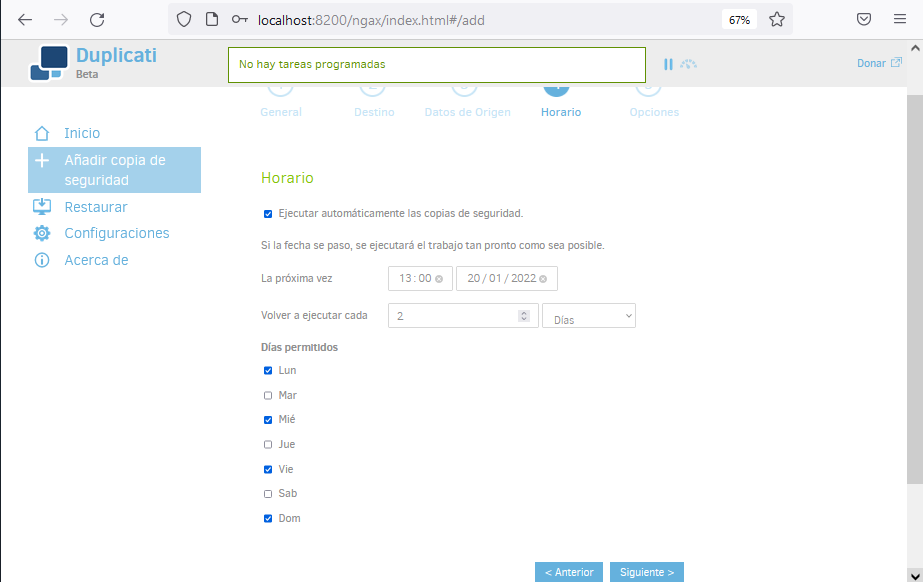 localhost:8200/ngax/index.html#/add
67%
Duplicati
Beta
No hay tareas programadas
Donar
General
Destino
Datos de Origen
Horario
Opciones
Inicio
Añadir copia de
seguridad
Restaurar
Configuraciones
Acerca de
Horario
Ejecutar automáticamente las copias de seguridad.
Si la fecha se paso, se ejecutará el trabajo tan pronto como sea posible.
La próxima vez
13:00
20/01/2022
Volver a ejecutar cada
2
Días
Días permitidos
Lun
Mar
Mié
Jue
Vie
Sab
Dom
< Anterior
Siguiente >